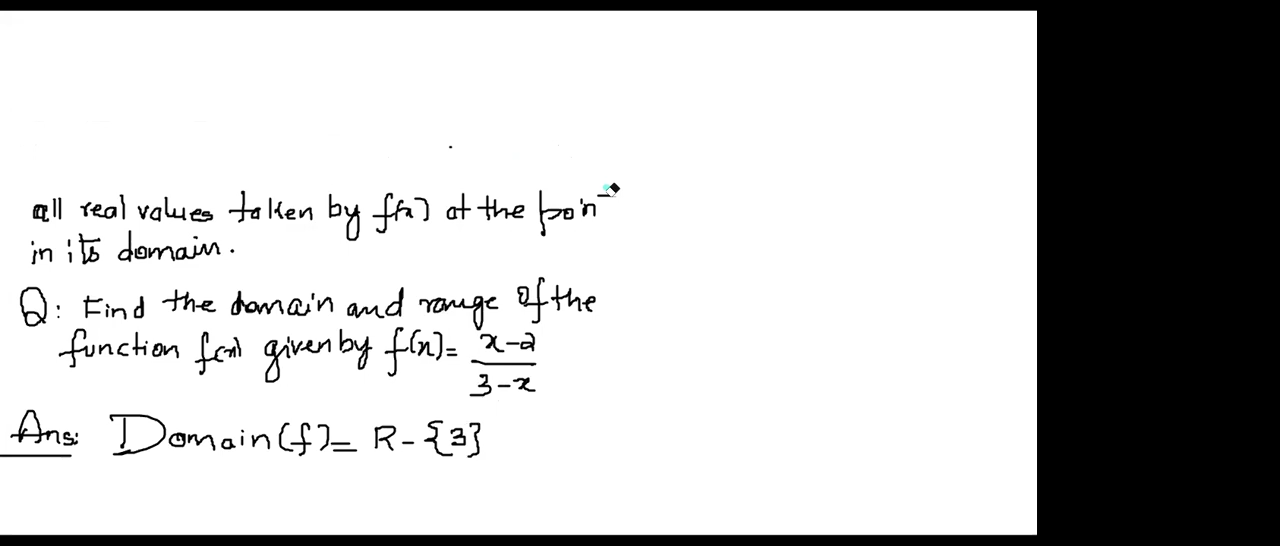 all real values taken by f(x) at the poin
in its domain.
Q: Find the domain and range of the
function f(x) given by f(x) = x-2 / 3-x
Ans: Domain(f) = R - {3}